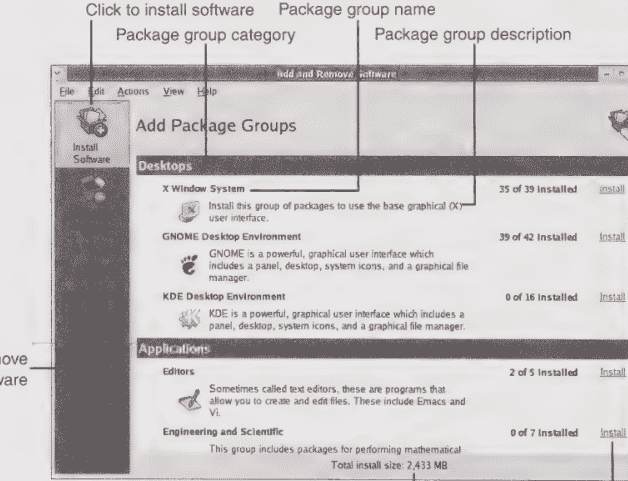 Click to install software
Package group name
Package group category
Package group description
Add and Remove Software
File Edit Actions View Help
Install
Software
Add Package Groups
Desktops
X Window System
35 of 39 Installed
Install
Install this group of packages to use the base graphical (X)
user interface.
GNOME Desktop Environment
39 of 42 Installed
Install
GNOME is a powerful, graphical user interface which
includes a panel, desktop, system icons, and a graphical file
manager.
KDE Desktop Environment
0 of 16 Installed
Install
KDE is a powerful, graphical user interface which includes a
panel, desktop, system icons, and a graphical file manager.
Applications
Editors
2 of 5 Installed
Install
Sometimes called text editors, these are programs that
allow you to create and edit files. These include Emacs and
Vi.
Engineering and Scientific
0 of 7 Installed
Install
This group includes packages for performing mathematical
Total install size: 2,433 MB